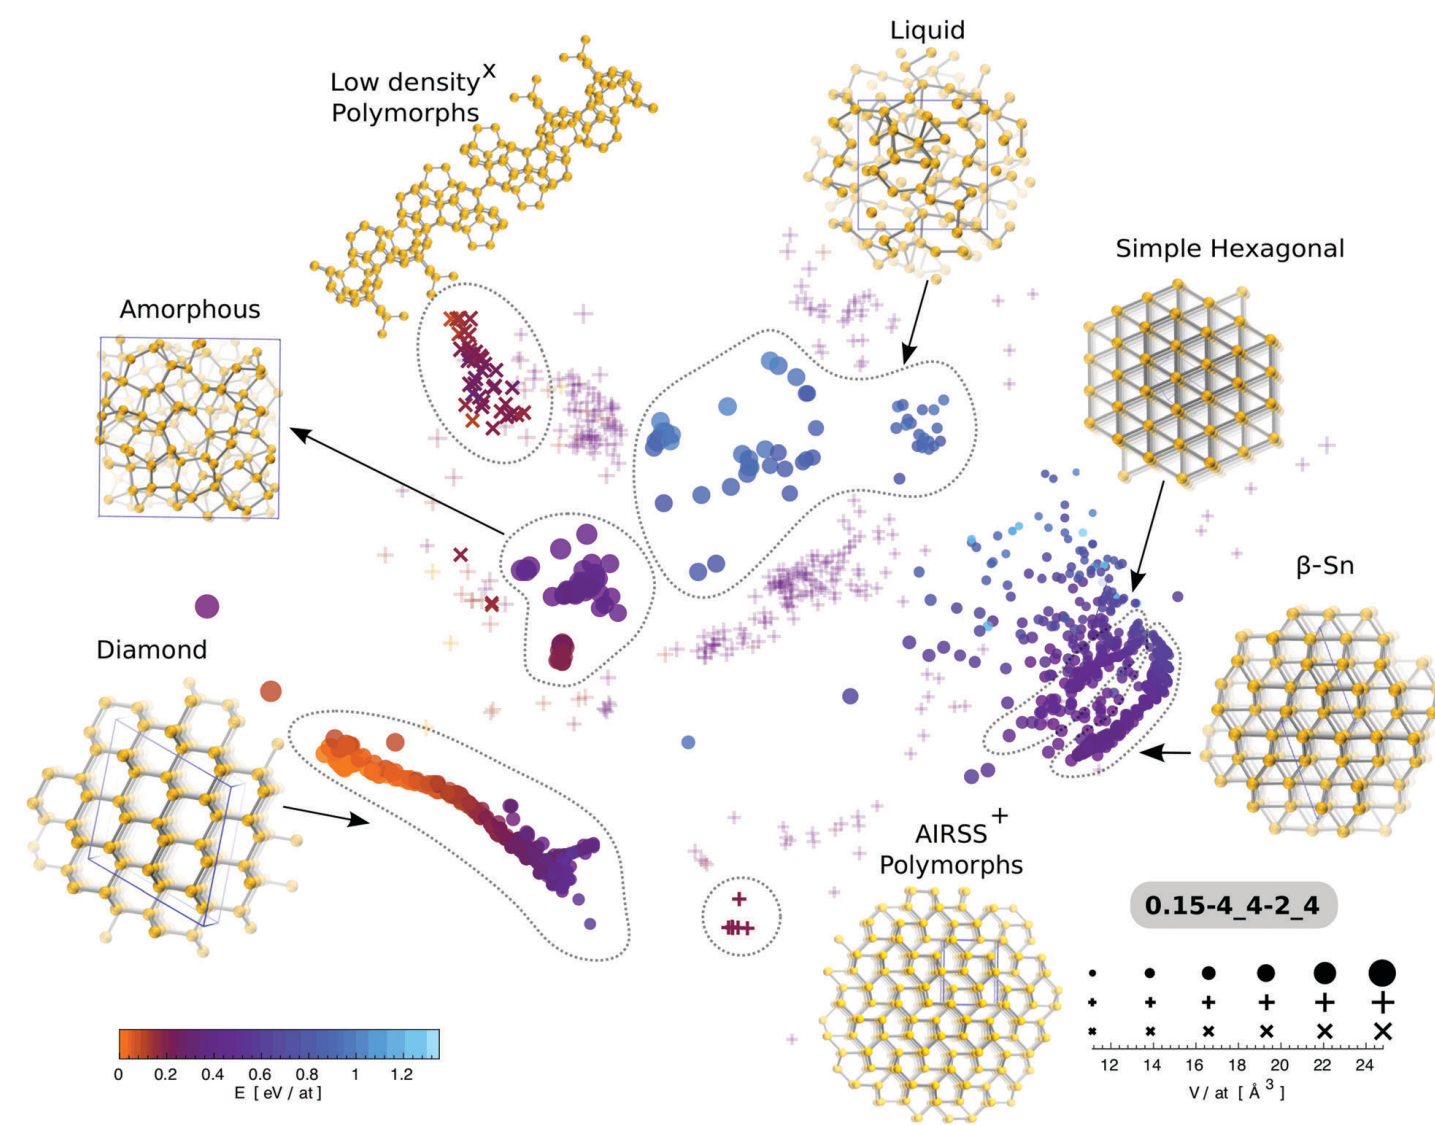 Liquid
Low density x
Polymorphs
Simple Hexagonal
Amorphous
β-Sn
Diamond
AIRSS +
Polymorphs
0.15-4_4-2_4
0 0.2 0.4 0.6 0.8 1 1.2
E [ eV / at ]
12 14 16 18 20 22 24
V / at [ Å 3 ]